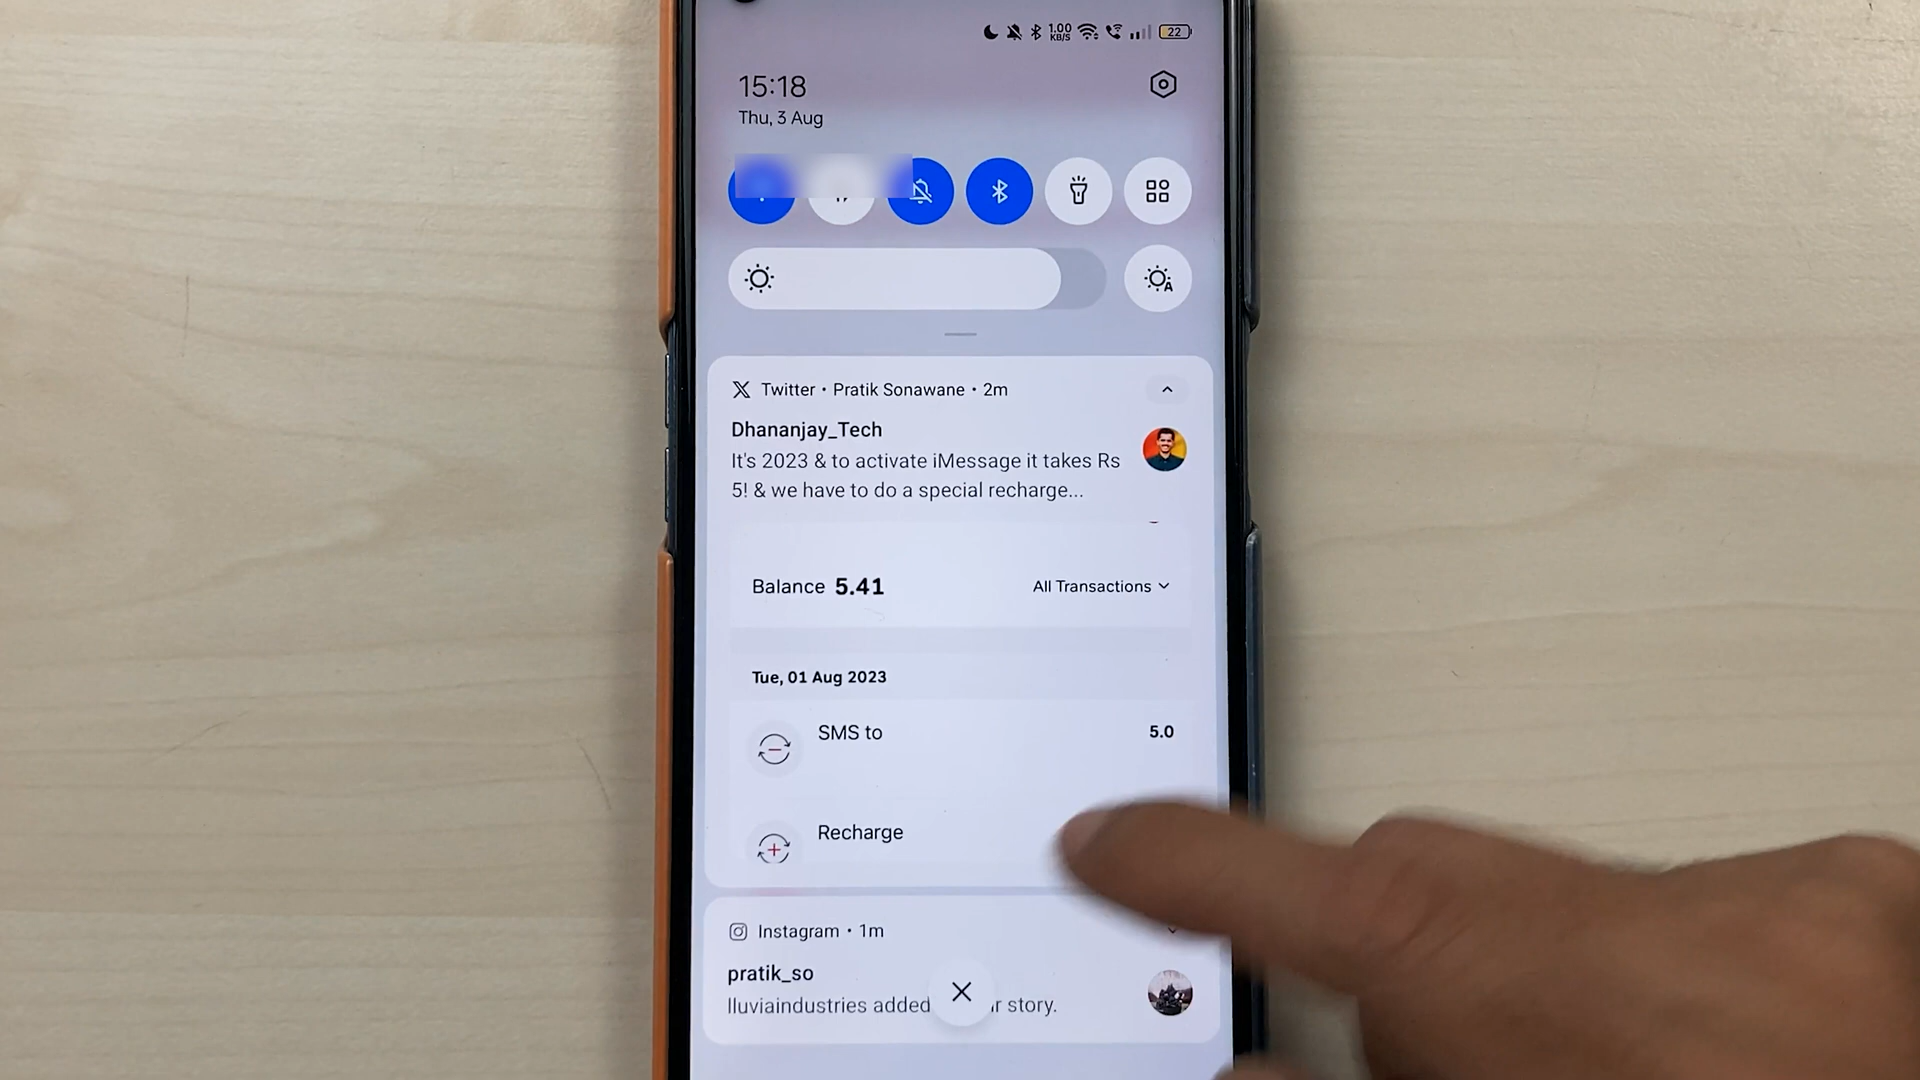 1.00
KB/S
22
15:18
Thu, 3 Aug
Twitter • Pratik Sonawane • 2m
Dhananjay_Tech
It's 2023 & to activate iMessage it takes Rs
5! & we have to do a special recharge...
Balance 5.41
All Transactions
Tue, 01 Aug 2023
SMS to
5.0
Recharge
Instagram • 1m
pratik_so
lluviaindustries added r story.